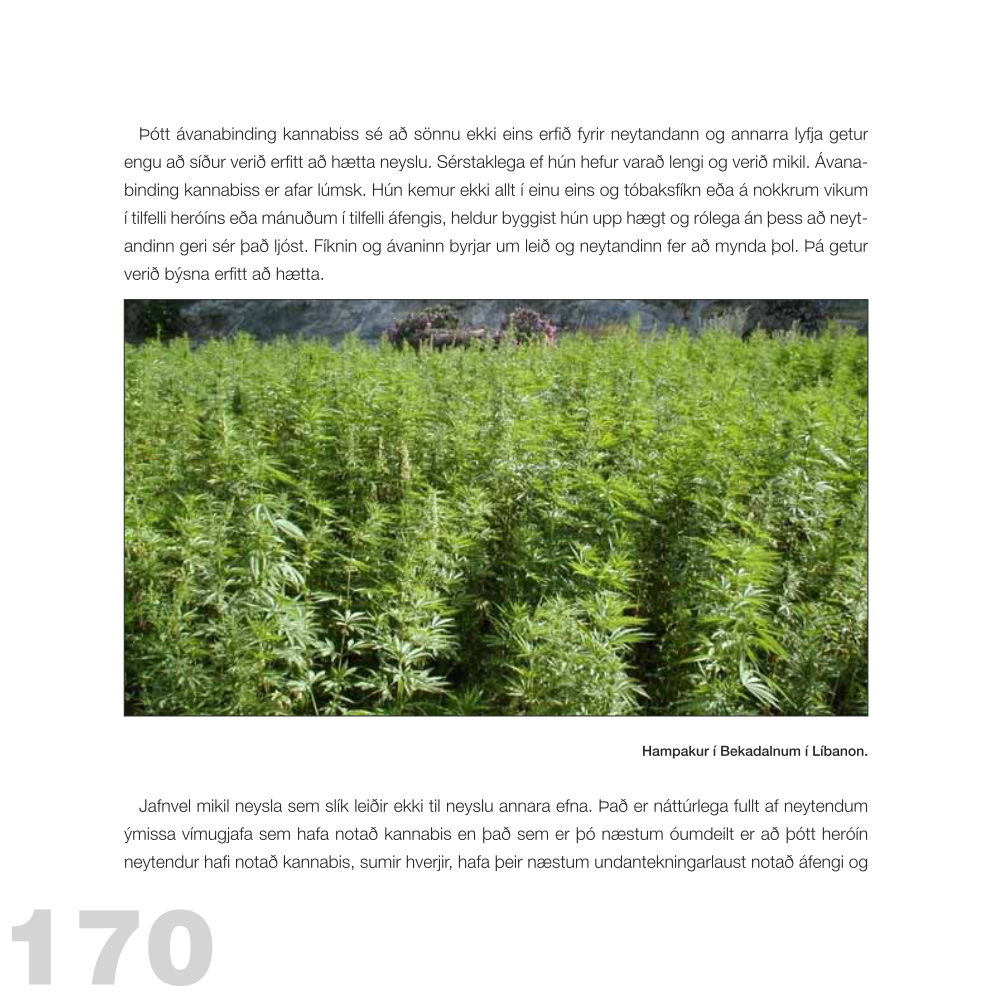 Þótt ávanabinding kannabiss sé að sönnu ekki eins erfið fyrir neytandann og annarra lyfja getur
engu að síður verið erfitt að hætta neyslu. Sérstaklega ef hún hefur varað lengi og verið mikil. Ávana-
binding kannabiss er afar lúmsk. Hún kemur ekki allt í einu eins og tóbaksfíkn eða á nokkrum vikum
í tilfelli heróíns eða mánuðum í tilfelli áfengis, heldur byggist hún upp hægt og rólega án þess að neyt-
andinn geri sér það ljóst. Fíknin og ávaninn byrjar um leið og neytandinn fer að mynda þol. Þá getur
verið býsna erfitt að hætta.
Hampakur í Bekadalnum í Líbanon.
Jafnvel mikil neysla sem slík leiðir ekki til neyslu annara efna. Það er náttúrlega fullt af neytendum
ýmissa vímugjafa sem hafa notað kannabis en það sem er þó næstum óumdeilt er að þótt heróín
neytendur hafi notað kannabis, sumir hverjir, hafa þeir næstum undantekningarlaust notað áfengi og
170